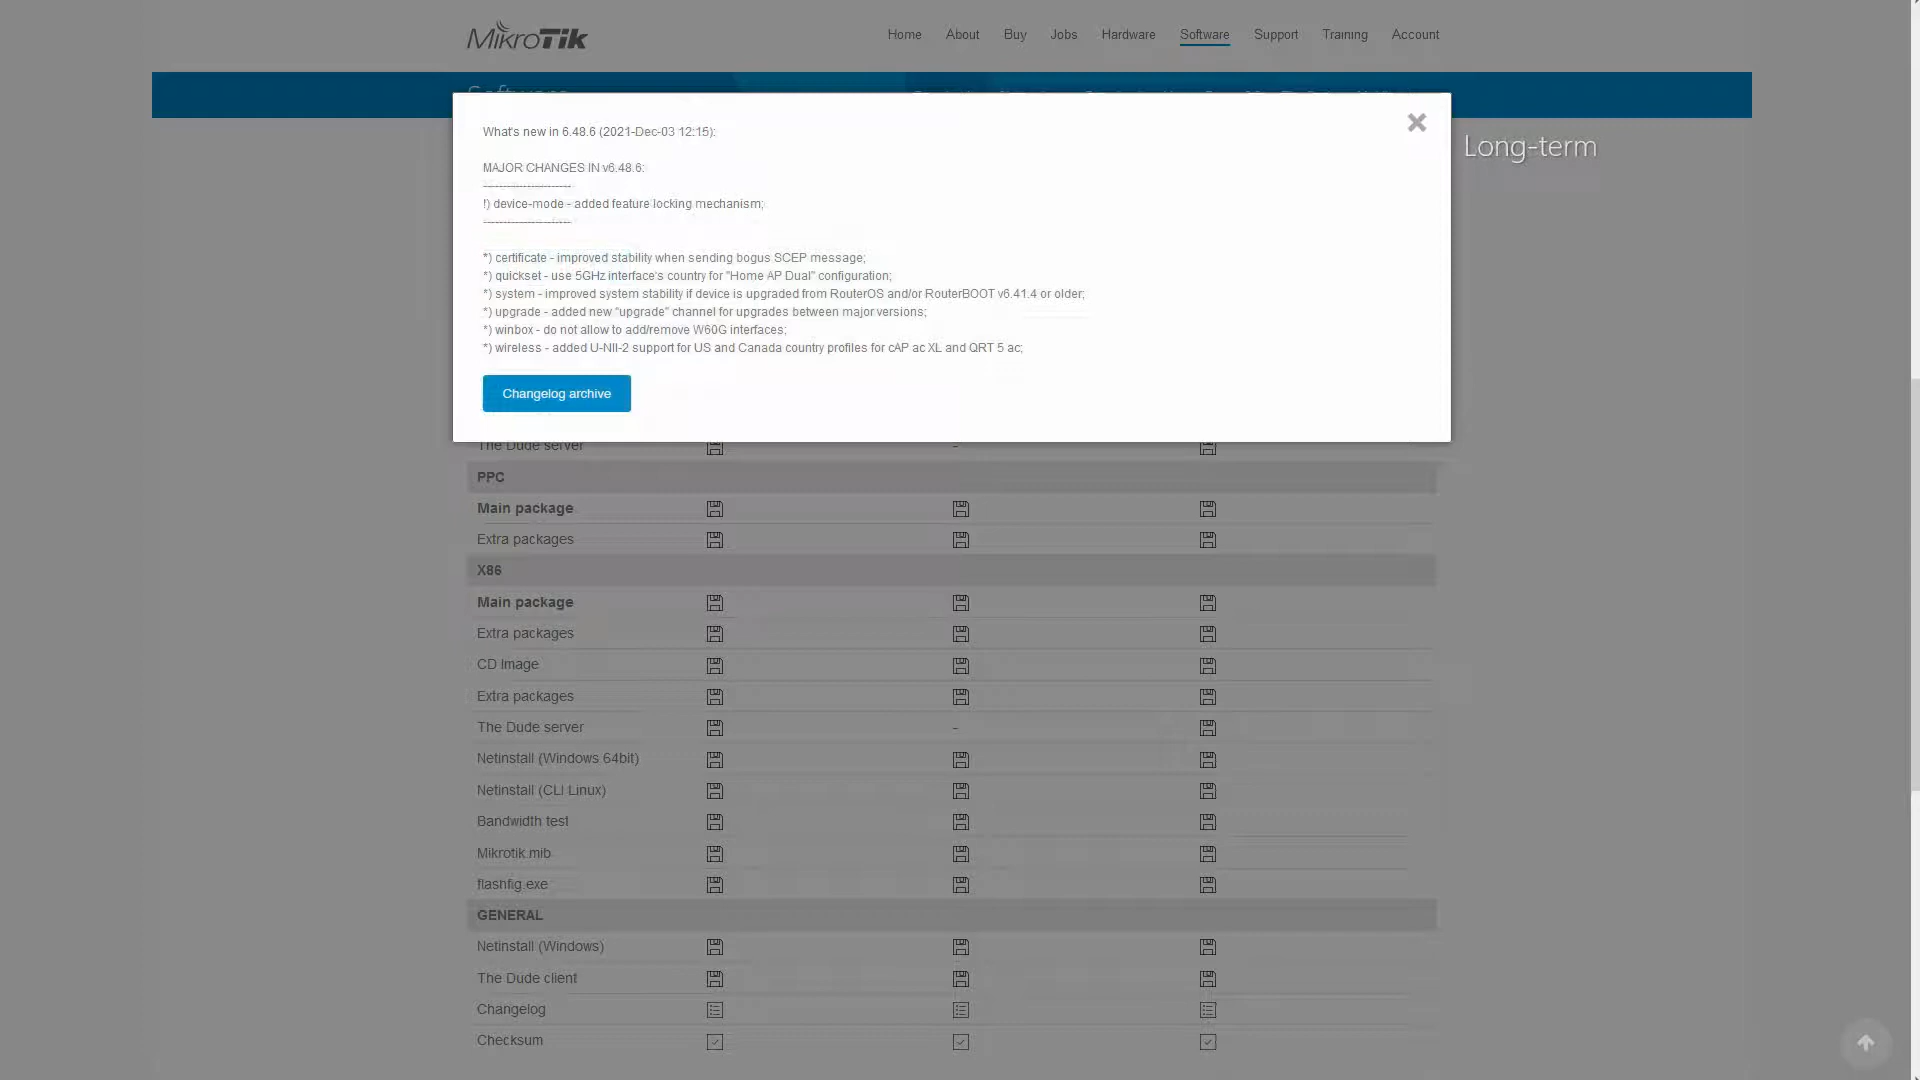 MikroTik
Home About Buy Jobs Hardware Software Support Training Account
Software
Long-term
What's new in 6.48.6 (2021-Dec-03 12:15):
MAJOR CHANGES IN v6.48.6:
----------------------
!) device-mode - added feature locking mechanism;
----------------------
*) certificate - improved stability when sending bogus SCEP message;
*) quickset - use 5GHz interface's country for "Home AP Dual" configuration;
*) system - improved system stability if device is upgraded from RouterOS and/or RouterBOOT v6.41.4 or older;
*) upgrade - added new "upgrade" channel for upgrades between major versions;
*) winbox - do not allow to add/remove W60G interfaces;
*) wireless - added U-NII-2 support for US and Canada country profiles for cAP ac XL and QRT 5 ac;
Changelog archive
The Dude server -
PPC
Main package
Extra packages
X86
Main package
Extra packages
CD Image
Extra packages
The Dude server -
Netinstall (Windows 64bit)
Netinstall (CLI Linux)
Bandwidth test
Mikrotik.mib
flashfig.exe
GENERAL
Netinstall (Windows)
The Dude client
Changelog
Checksum